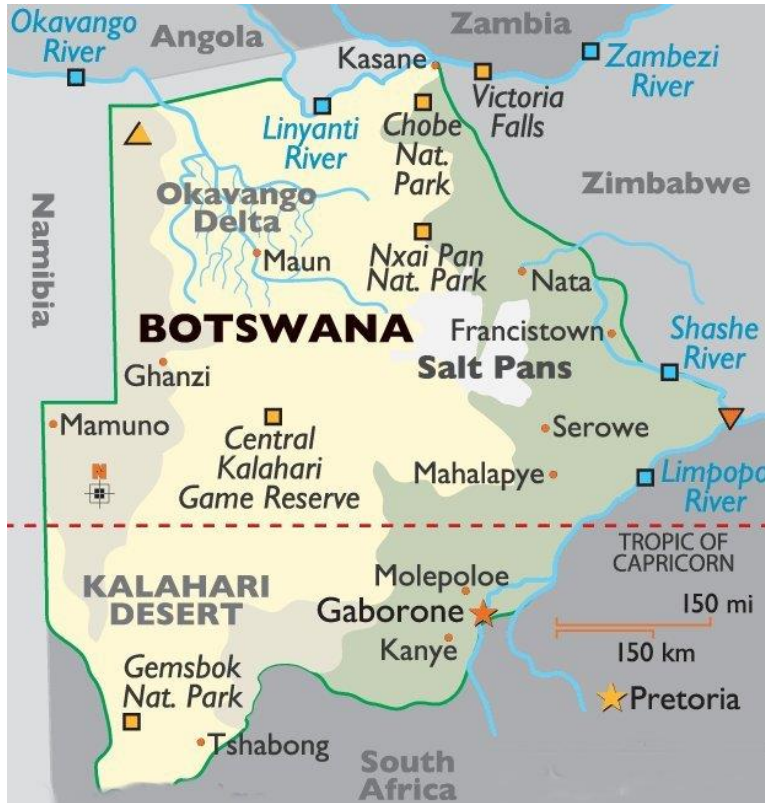 Okavango
River
Angola
Zambia
Kasane
Zambezi
River
Linyanti
River
Chobe
Nat.
Park
Victoria
Falls
Okavango
Delta
Zimbabwe
Namibia
Maun
Nxai Pan
Nat. Park
Nata
BOTSWANA
Francistown
Shashe
River
Salt Pans
Ghanzi
Mamuno
Central
Kalahari
Game Reserve
Serowe
Mahalapye
Limpopo
River
N
TROPIC OF
CAPRICORN
KALAHARI
DESERT
Molepoloe
Gaborone
150 mi
Kanye
150 km
Gemsbok
Nat. Park
Pretoria
Tshabong
South
Africa